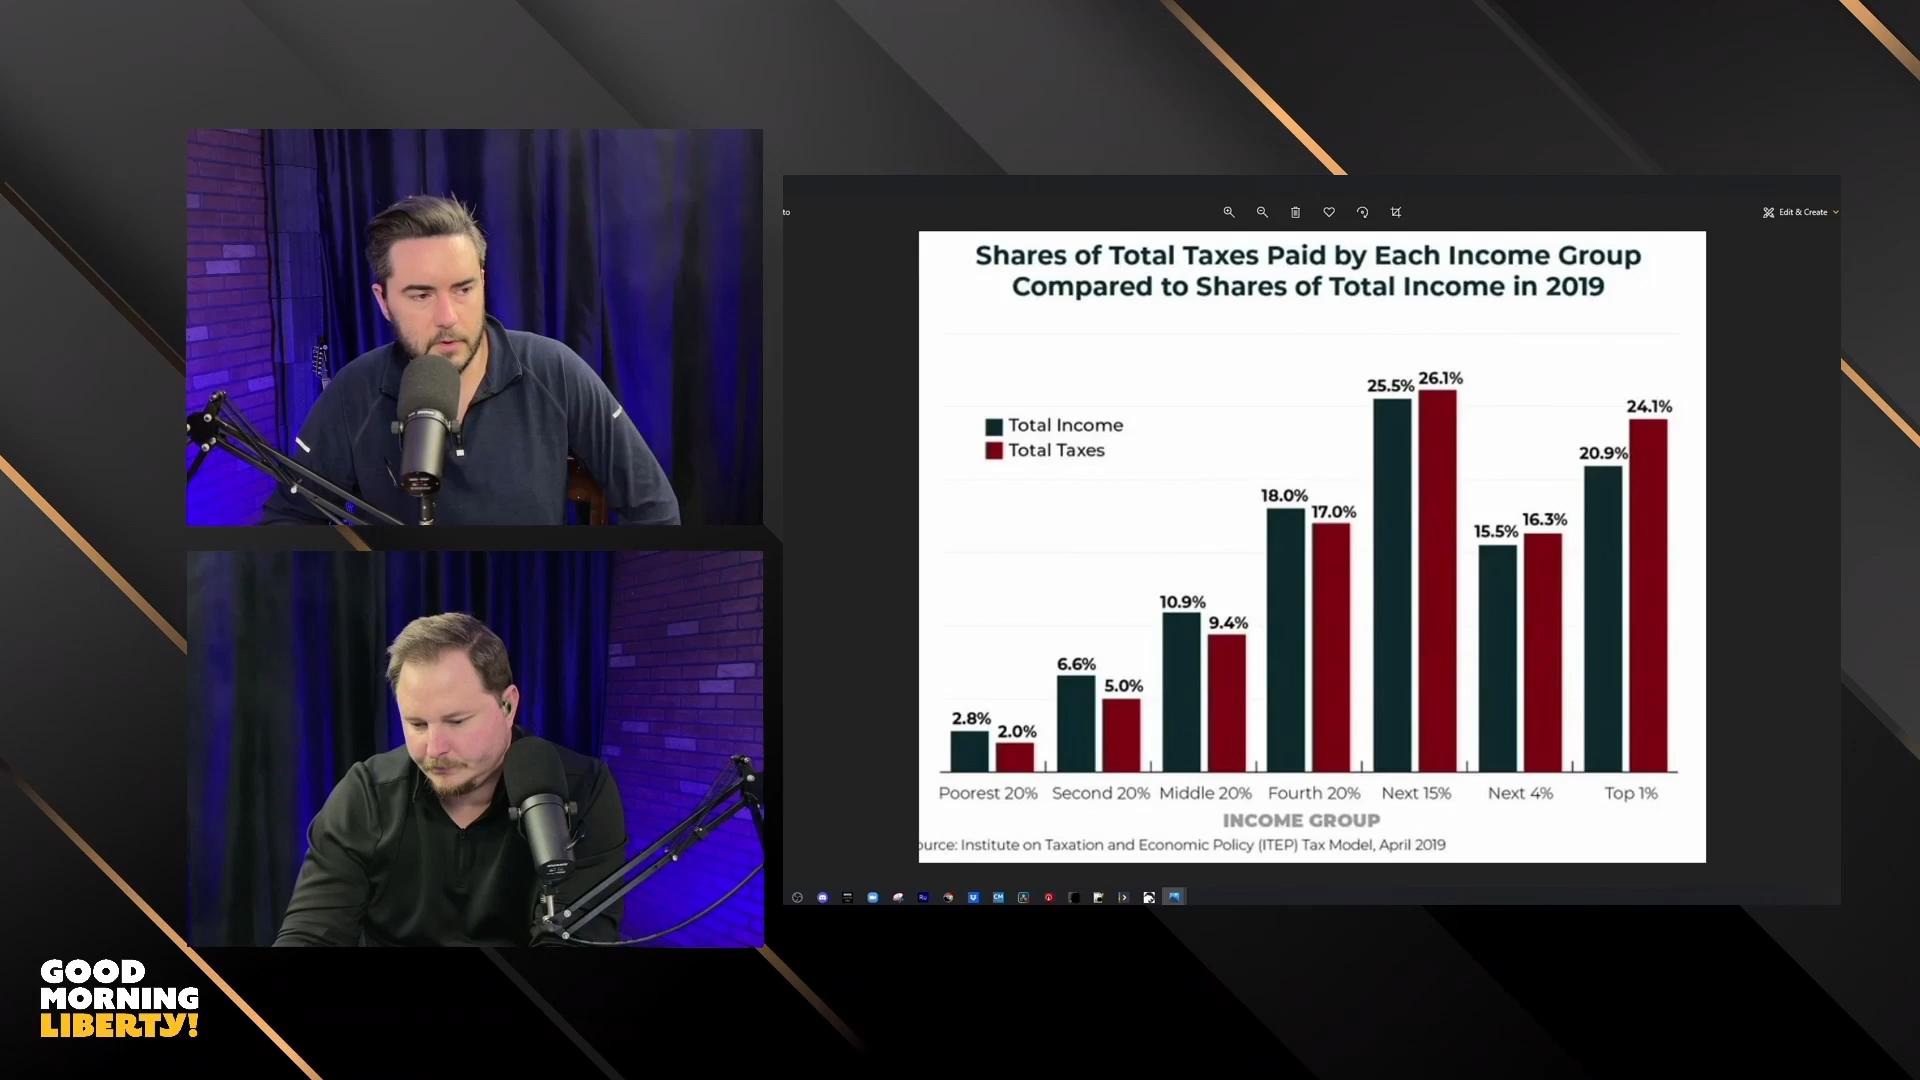 to
Edit & Create
Shares of Total Taxes Paid by Each Income Group
Compared to Shares of Total Income in 2019
Total Income
Total Taxes
2.8%
2.0%
6.6%
5.0%
10.9%
9.4%
18.0%
17.0%
25.5%
26.1%
15.5%
16.3%
20.9%
24.1%
Poorest 20%
Second 20%
Middle 20%
Fourth 20%
Next 15%
Next 4%
Top 1%
INCOME GROUP
ource: Institute on Taxation and Economic Policy (ITEP) Tax Model, April 2019
Ru
CM
GOOD
MORNING
LIBERTY!